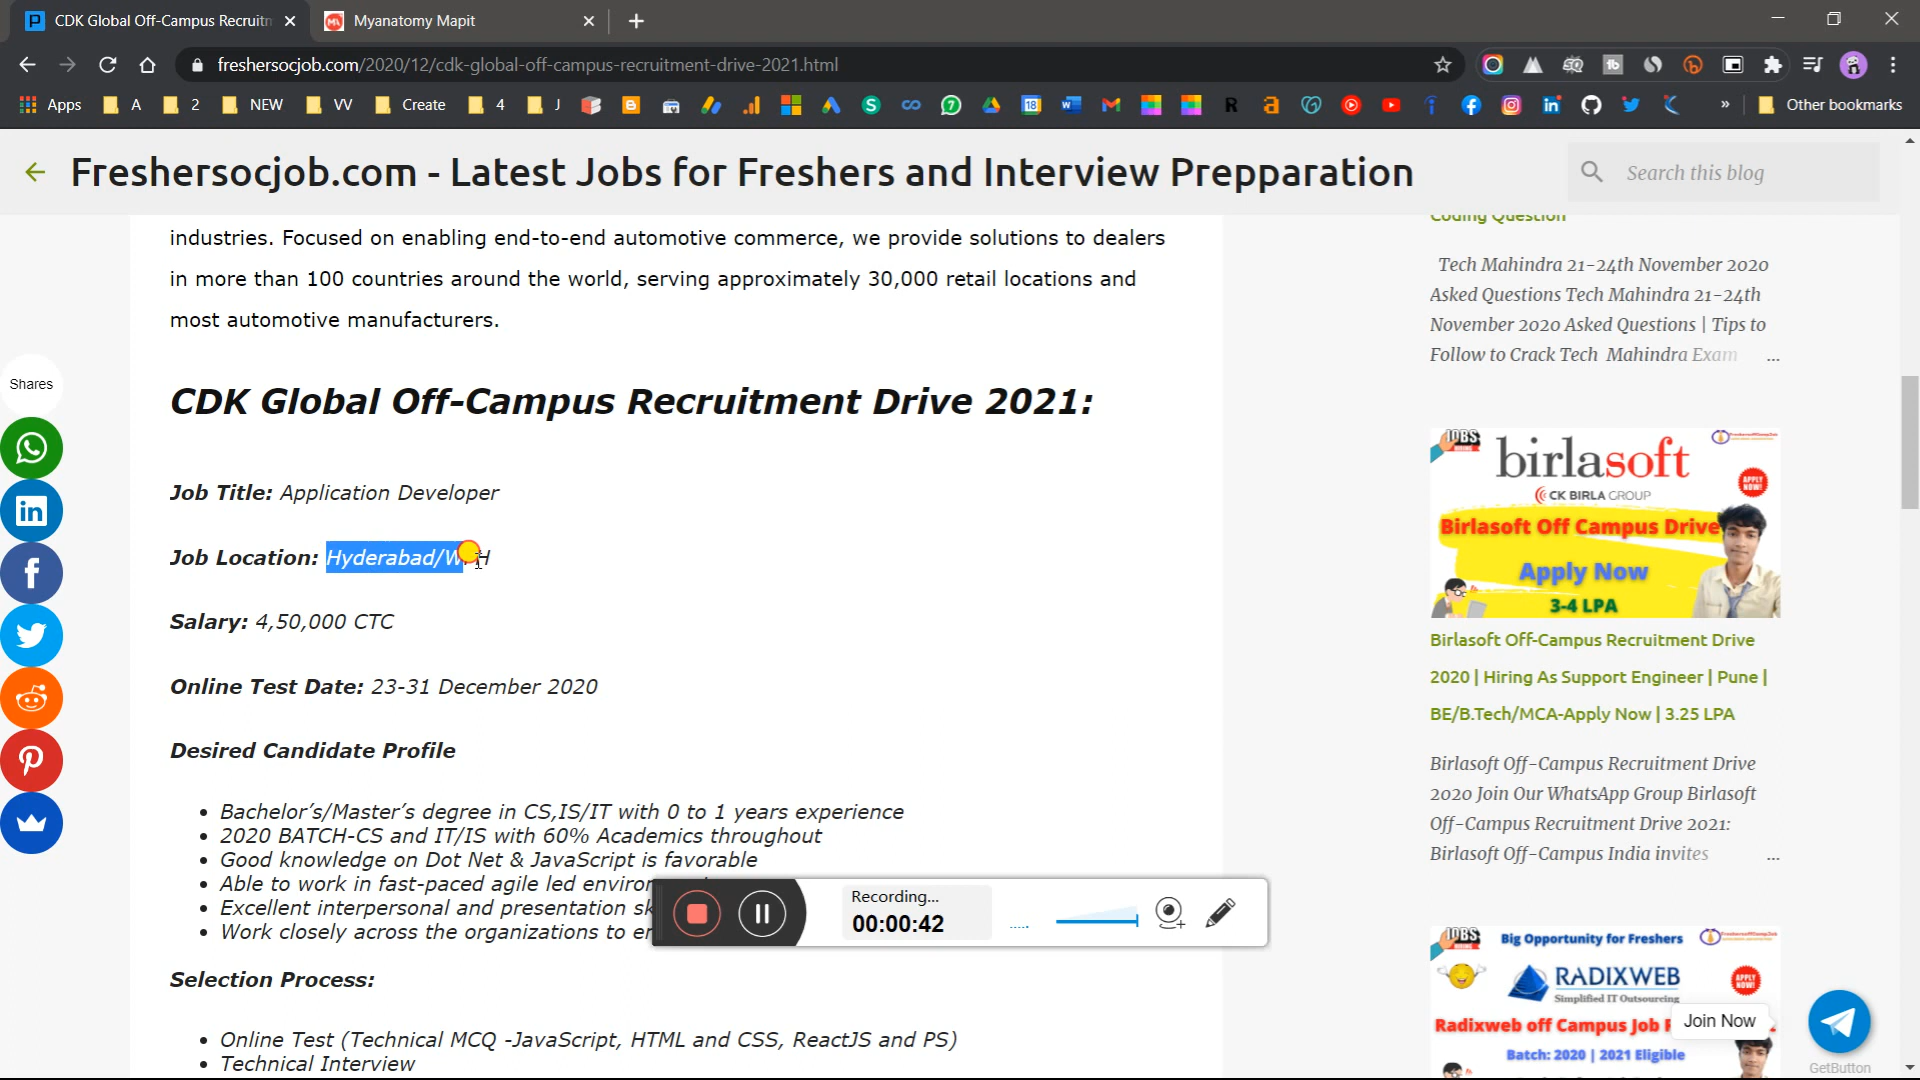 CDK Global Off-Campus Recruitm
Myanatomy Mapit
freshersocjob.com/2020/12/cdk-global-off-campus-recruitment-drive-2021.html
Apps A 2 NEW VV Create 4 J Other bookmarks
Freshersocjob.com - Latest Jobs for Freshers and Interview Prepparation
Search this blog
industries. Focused on enabling end-to-end automotive commerce, we provide solutions to dealers
in more than 100 countries around the world, serving approximately 30,000 retail locations and
most automotive manufacturers.
CDK Global Off-Campus Recruitment Drive 2021:
Job Title: Application Developer
Job Location: Hyderabad/W
Salary: 4,50,000 CTC
Online Test Date: 23-31 December 2020
Desired Candidate Profile
• Bachelor’s/Master’s degree in CS,IS/IT with 0 to 1 years experience
• 2020 BATCH-CS and IT/IS with 60% Academics throughout
• Good knowledge on Dot Net & JavaScript is favorable
• Able to work in fast-paced agile led
• Excellent interpersonal and presentation
• Work closely across the organizations to
Selection Process:
• Online Test (Technical MCQ -JavaScript, HTML and CSS, ReactJS and PS)
• Technical Interview
Shares
Recording...
00:00:42
Coding Question
Tech Mahindra 21-24th November 2020
Asked Questions Tech Mahindra 21-24th
November 2020 Asked Questions | Tips to
Follow to Crack Tech Mahindra Exam ...
JOBS
birlasoft
CK BIRLA GROUP
APPLY NOW!
Birlasoft Off Campus Drive
Apply Now
3-4 LPA
Birlasoft Off-Campus Recruitment Drive
2020 | Hiring As Support Engineer | Pune |
BE/B.Tech/MCA-Apply Now | 3.25 LPA
Birlasoft Off-Campus Recruitment Drive
2020 Join Our WhatsApp Group Birlasoft
Off-Campus Recruitment Drive 2021:
Birlasoft Off-Campus India invites ...
JOBS
Big Opportunity for Freshers
RADIXWEB
Simplified IT Outsourcing
APPLY NOW!
Radixweb off Campus Job
Batch: 2020 | 2021 Eligible
Join Now
GetButton